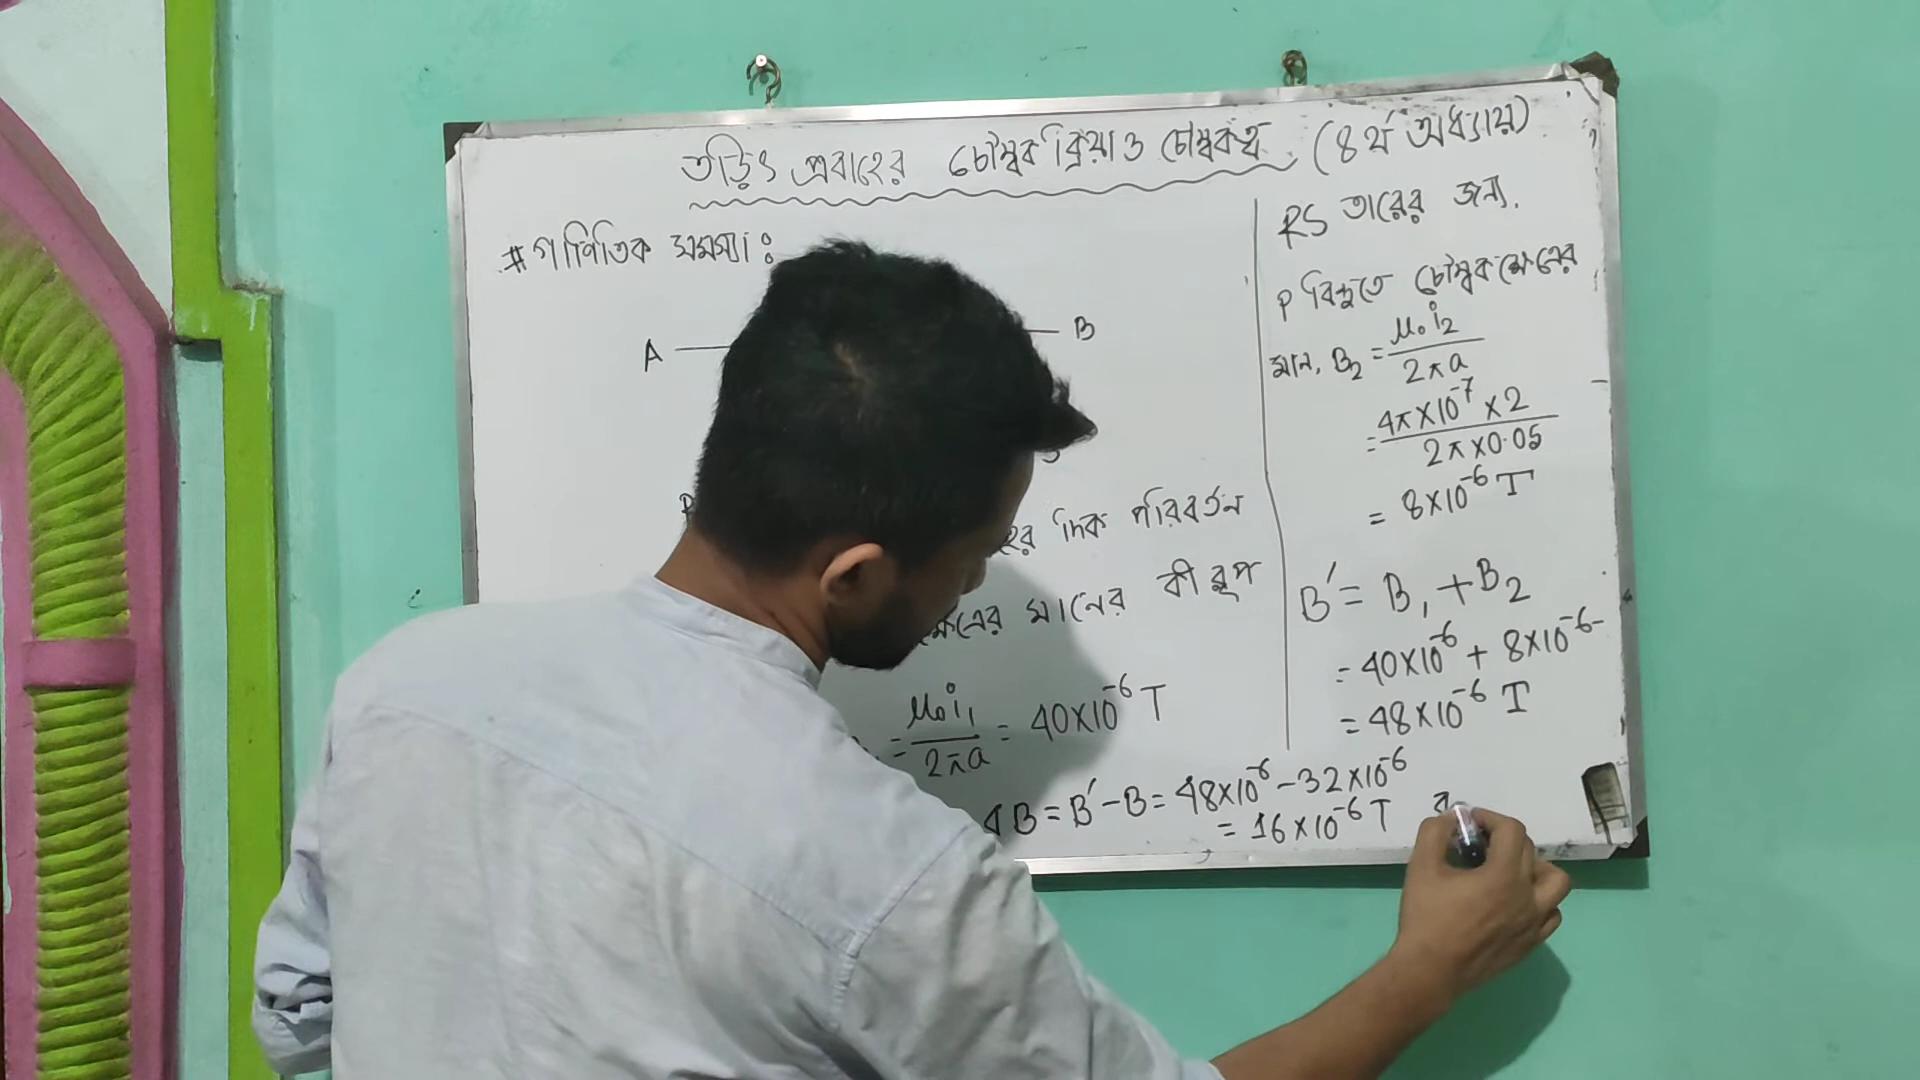 তড়িৎ প্রবাহের চৌম্বক ক্রিয়া ও চৌম্বকত্ব (৪র্থ অধ্যায়)
# গাণিতিক সমস্যা :
A B
হের দিক পরিবর্তন
ক্ষেত্রের মানের কীরূপ
= μ₀i₁ / 2πa = 40×10⁻⁶ T
ΔB = B′ - B = 48×10⁻⁶ - 32×10⁻⁶
= 16×10⁻⁶ T
RS তারের জন্য,
P বিন্দুতে চৌম্বকক্ষেত্রের
মান, B₂ = μ₀i₂ / 2πa
= 4π×10⁻⁷×2 / 2π×0.05
= 8×10⁻⁶ T
B′ = B₁ + B₂
= 40×10⁻⁶ + 8×10⁻⁶
= 48×10⁻⁶ T